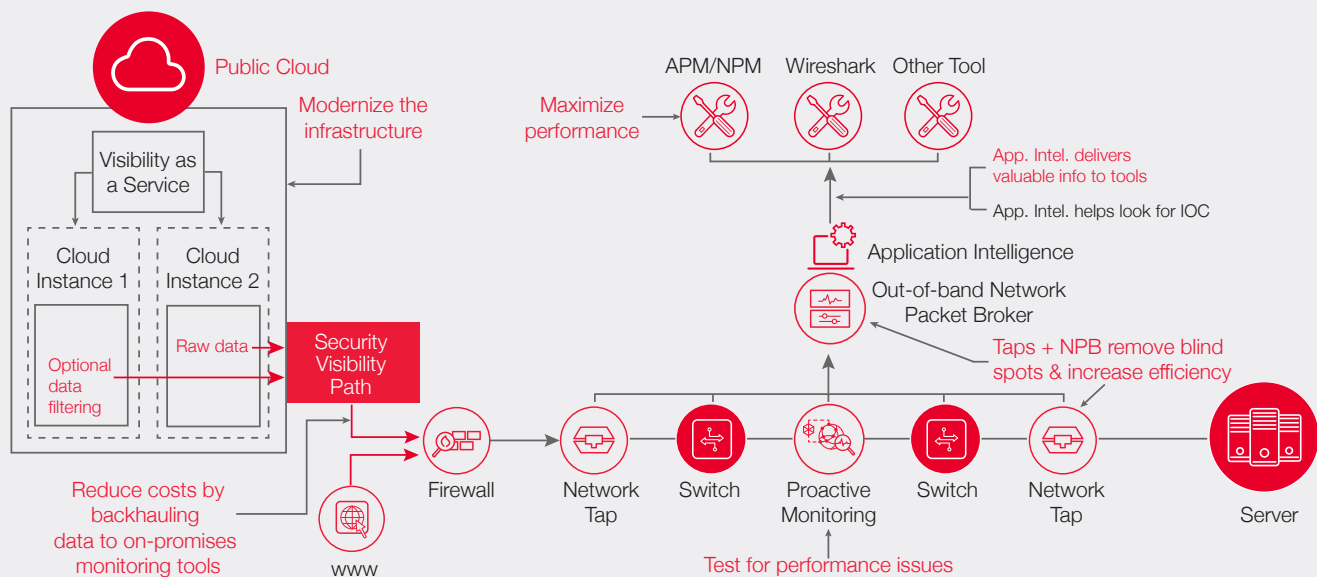 Public Cloud
Modernize the
infrastructure
Visibility as
a Service
Cloud
Instance 1
Cloud
Instance 2
Optional
data
filtering
Raw data
Security
Visibility
Path
Reduce costs by
backhauling
data to on-promises
monitoring tools
www
Firewall
Network
Tap
Switch
Proactive
Monitoring
Switch
Network
Tap
Server
Test for performance issues
Maximize
performance
APM/NPM
Wireshark
Other Tool
App. Intel. delivers
valuable info to tools
App. Intel. helps look for IOC
Application Intelligence
Out-of-band Network
Packet Broker
Taps + NPB remove blind
spots & increase efficiency